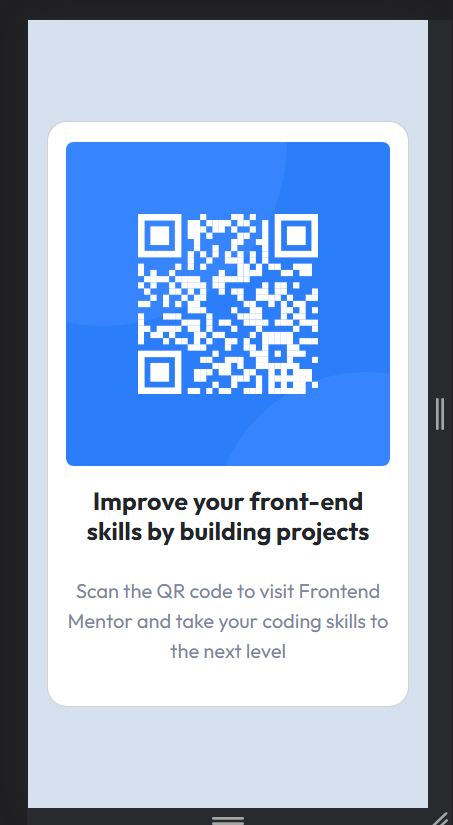 Improve your front-end
skills by building projects
Scan the QR code to visit Frontend
Mentor and take your coding skills to
the next level